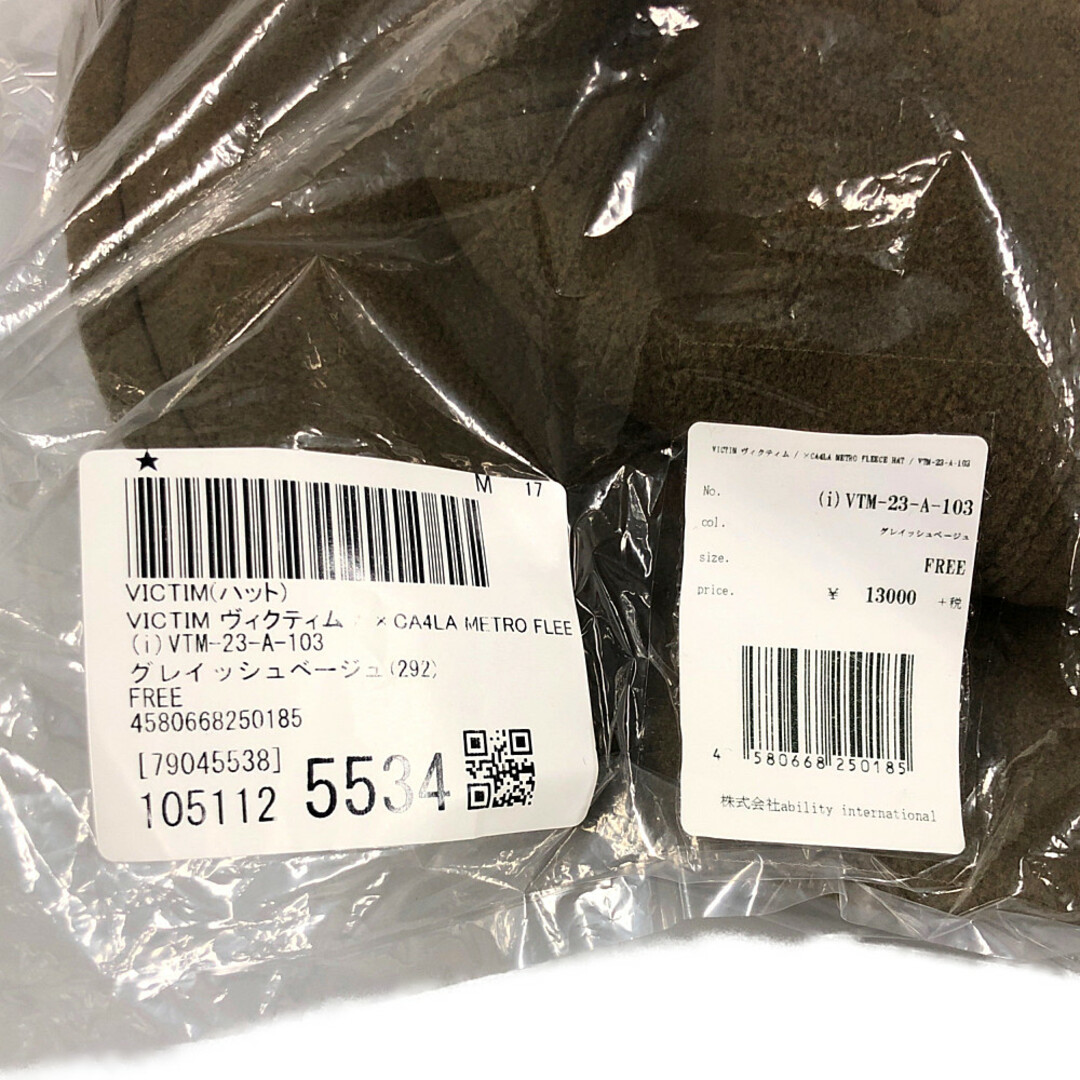 ★
M 17
VICTIM(ハット)
VICTIM ヴィクティム / ×CA4LA METRO FLEE
(i)VTM-23-A-103
グレイッシュベージュ(292)
FREE
4580668250185
[79045538]
105112 5534
VICTIM ヴィクティム / ×CA4LA METRO FLEECE HAT / VTM-23-A-103
No. (i)VTM-23-A-103
col. グレイッシュベージュ
size. FREE
price. ¥ 13000 +税
4 580668 250185
株式会社ability international